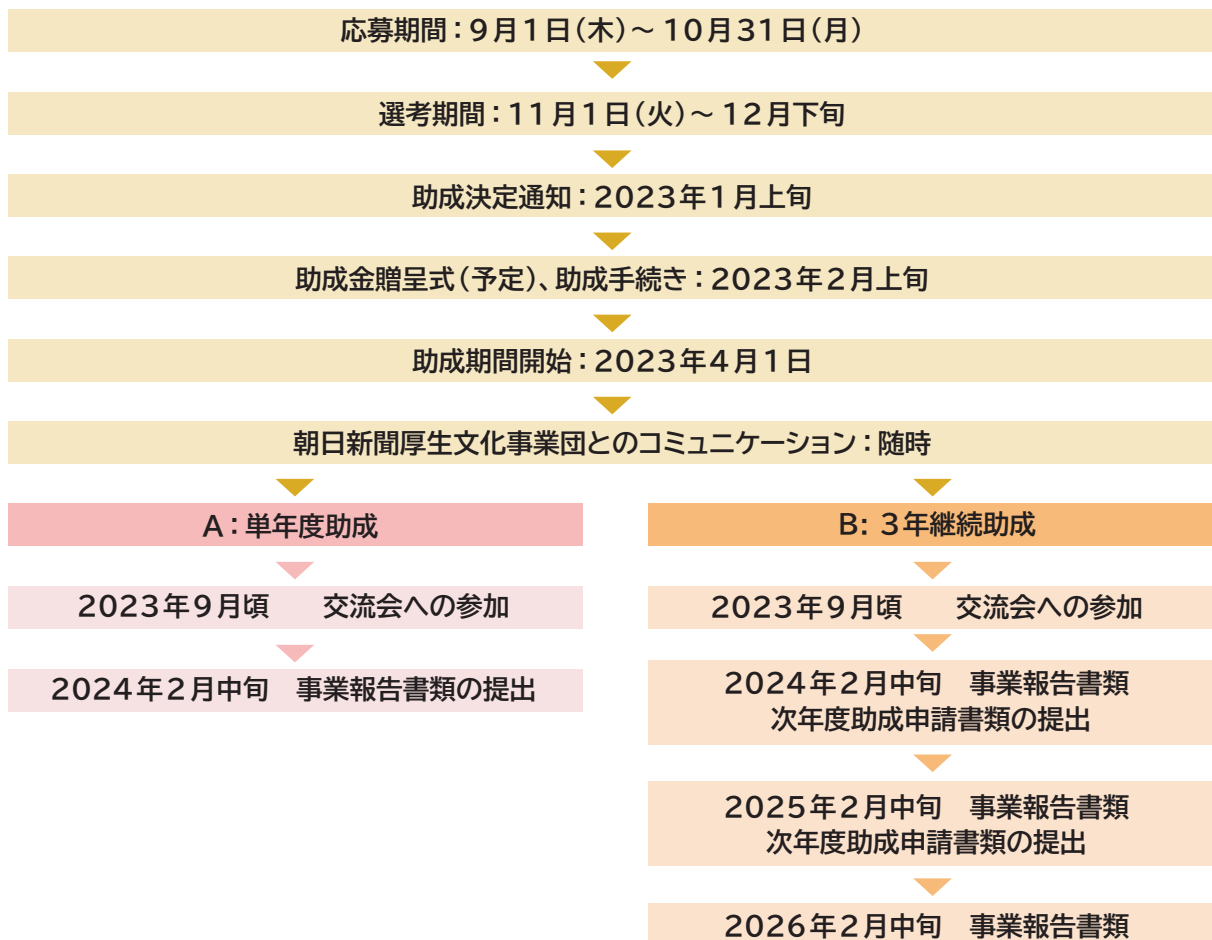 応募期間：9月1日（木）～10月31日（月）
選考期間：11月1日（火）～12月下旬
助成決定通知：2023年1月上旬
助成金贈呈式（予定）、助成手続き：2023年2月上旬
助成期間開始：2023年4月1日
朝日新聞厚生文化事業団とのコミュニケーション：随時
A：単年度助成
2023年9月頃　　交流会への参加
2024年2月中旬　事業報告書類の提出
B: 3年継続助成
2023年9月頃　　交流会への参加
2024年2月中旬　事業報告書類
次年度助成申請書類の提出
2025年2月中旬　事業報告書類
次年度助成申請書類の提出
2026年2月中旬　事業報告書類